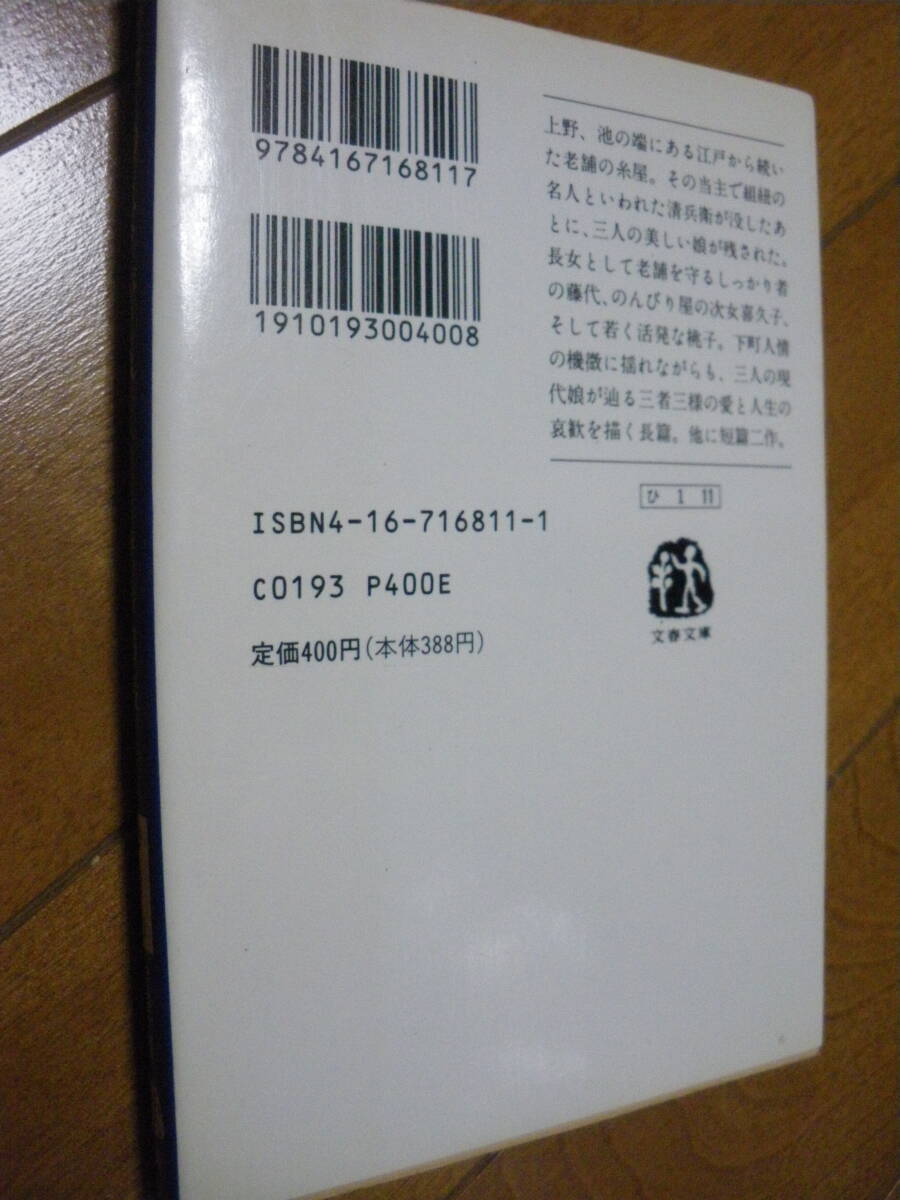 9784167168117
1910193004008
上野、池の端にある江戸から続い
た老舗の糸屋。その当主で組紐の
名人といわれた清兵衛が没したあ
とに、三人の美しい娘が残された。
長女として老舗を守るしっかり者
の藤代、のんびり屋の次女喜久子、
そして若く活発な桃子。下町人情
の機微に揺れながらも、三人の現
代娘が辿る三者三様の愛と人生の
哀歓を描く長篇。他に短篇二作、
ひ 1 11
文春文庫
ISBN4-16-716811-1
C0193 P400E
定価400円(本体388円)